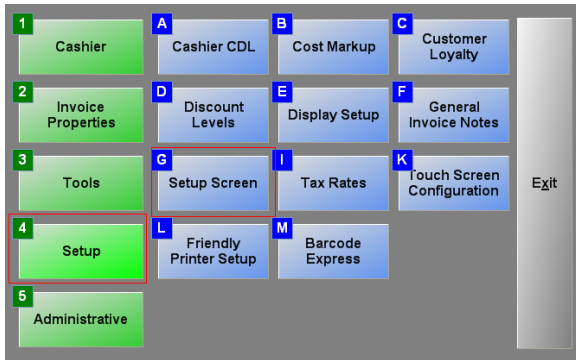 1
Cashier
A
Cashier CDL
B
Cost Markup
C
Customer
Loyalty
2
Invoice
Properties
D
Discount
Levels
E
Display Setup
F
General
Invoice Notes
3
Tools
G
Setup Screen
I
Tax Rates
K
Touch Screen
Configuration
Exit
4
Setup
L
Friendly
Printer Setup
M
Barcode
Express
5
Administrative